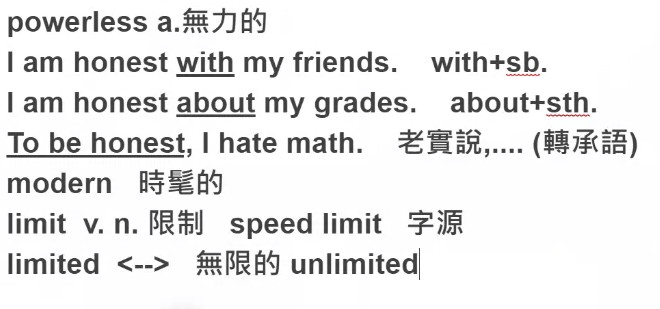 powerless a.無力的
I am honest with my friends. with+sb.
I am honest about my grades. about+sth.
To be honest, I hate math. 老實說,.... (轉承語)
modern 時髦的
limit v. n. 限制 speed limit 字源
limited <--> 無限的 unlimited